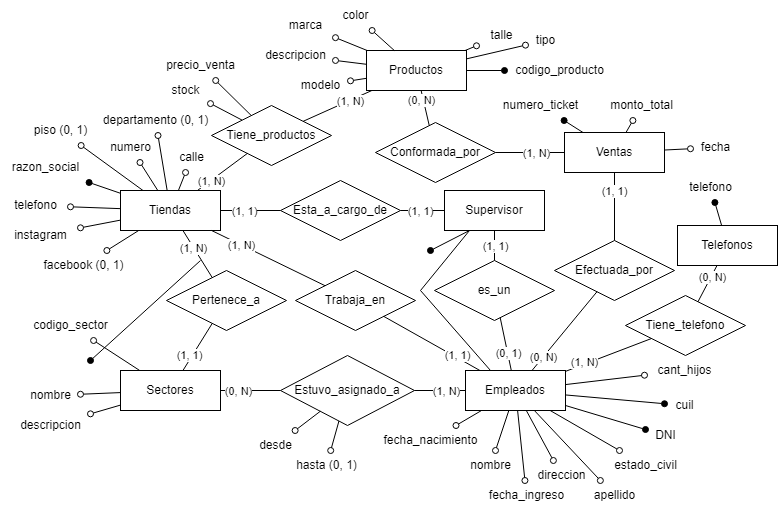 color
marca
talle
tipo
descripcion
Productos
codigo_producto
precio_venta
modelo
stock
(1, N)
(0, N)
numero_ticket
monto_total
departamento (0, 1)
piso (0, 1)
Tiene_productos
numero
Conformada_por
(1, N)
Ventas
fecha
calle
razon_social
(1, N)
(1, 1)
telefono
telefono
Tiendas
(1, 1)
Esta_a_cargo_de
(1, 1)
Supervisor
instagram
(1, N)
(1, N)
(1, 1)
Telefonos
facebook (0, 1)
Efectuada_por
(0, N)
es_un
Pertenece_a
Trabaja_en
codigo_sector
Tiene_telefono
(1, 1)
(1, 1)
(0, 1)
(0, N)
(1, N)
cant_hijos
nombre
Sectores
(0, N)
Estuvo_asignado_a
(1, N)
Empleados
cuil
descripcion
DNI
desde
fecha_nacimiento
hasta (0, 1)
nombre
direccion
estado_civil
fecha_ingreso
apellido